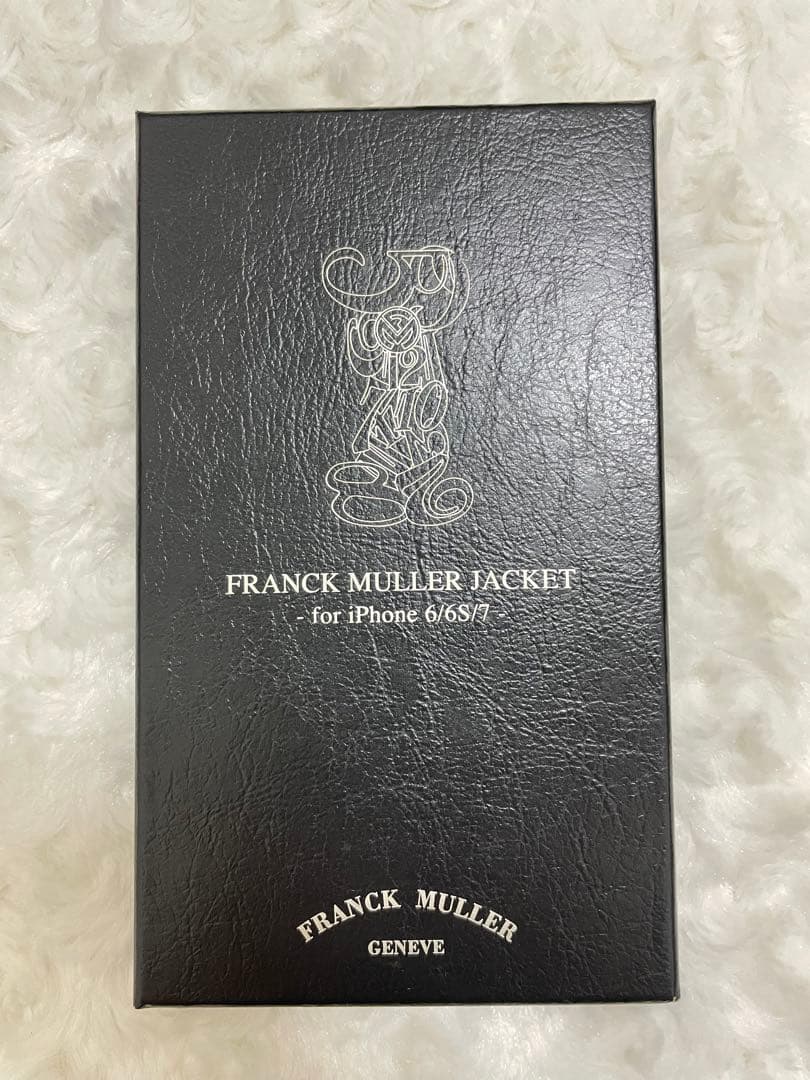 FRANCK MULLER JACKET
- for iPhone 6/6S/7 -
FRANCK MULLER
GENEVE